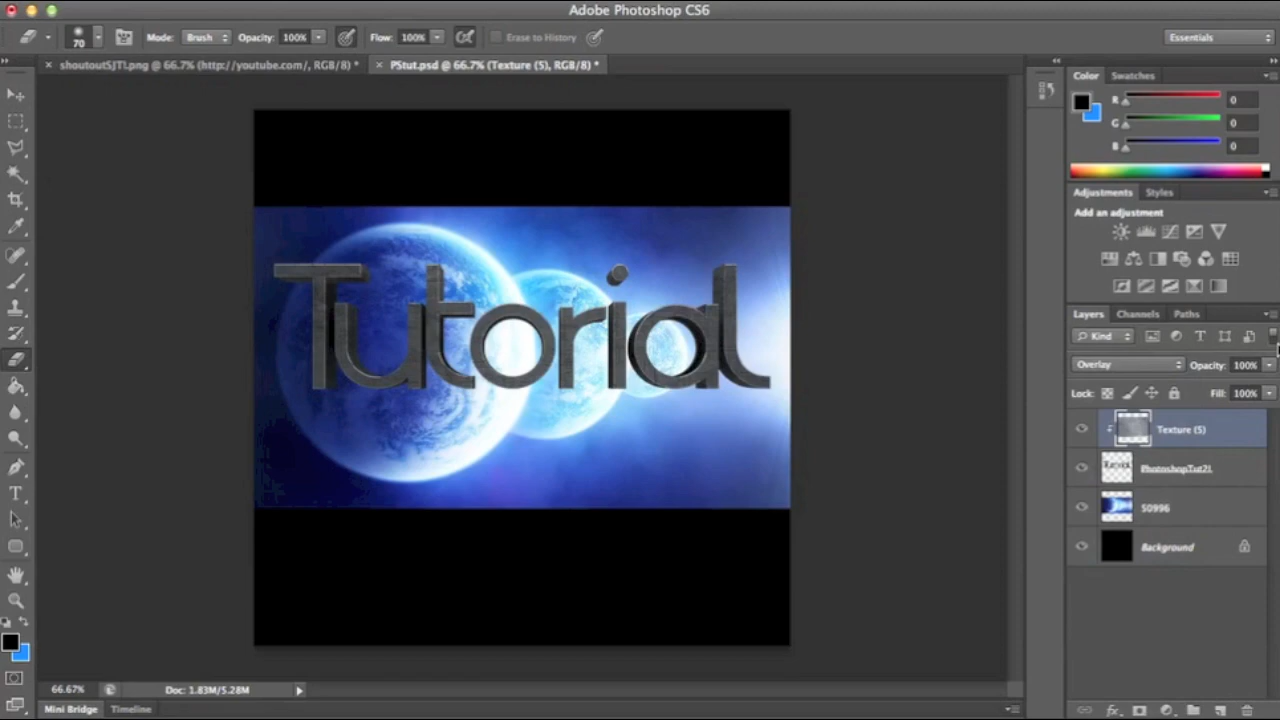 Adobe Photoshop CS6
70
Mode: Brush Opacity: 100% Flow: 100% Erase to History Essentials
× shoutoutSJT!.png @ 66.7% (http://youtube.com/, RGB/8) * × PStut.psd @ 66.7% (Texture (5), RGB/8) *
Color Swatches
R 0
G 0
B 0
Adjustments Styles
Add an adjustment
Tutorial
Layers Channels Paths
Kind
Overlay Opacity: 100%
Lock: Fill: 100%
Texture (5)
PhotoshopTut2!.
50996
Background
66.67% Doc: 1.83M/5.28M
Mini Bridge Timeline